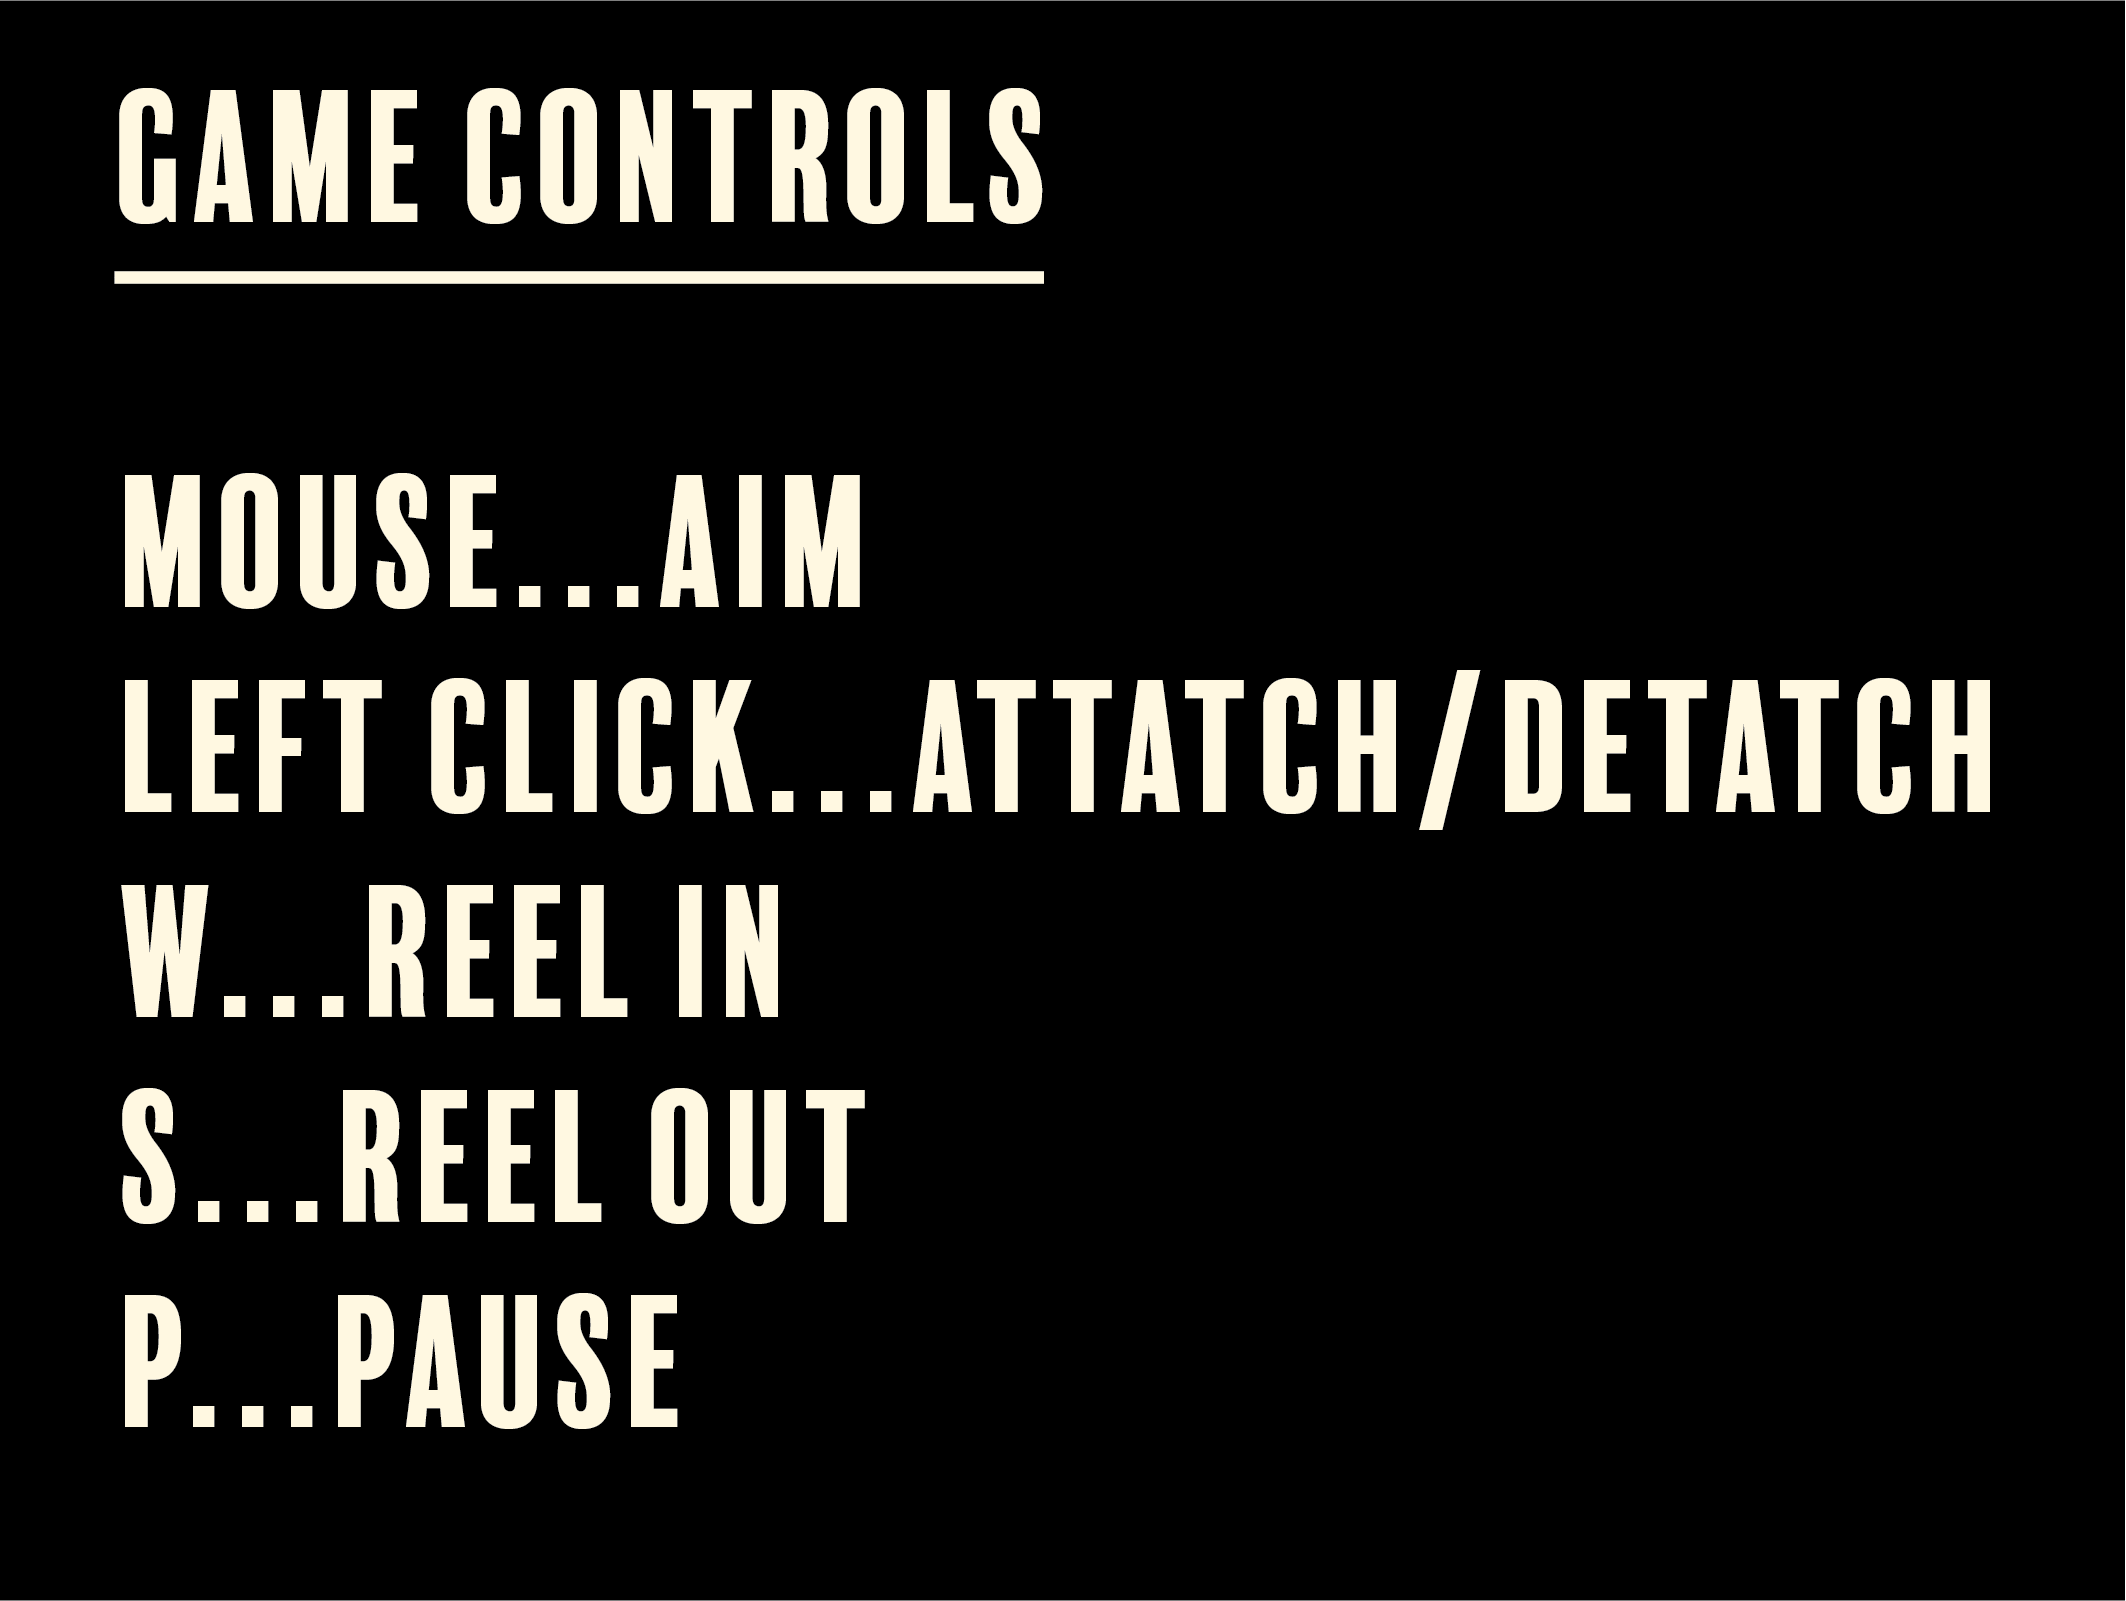 GAME CONTROLS
MOUSE...AIM
LEFT CLICK...ATTATCH/DETATCH
W...REEL IN
S...REEL OUT
P...PAUSE